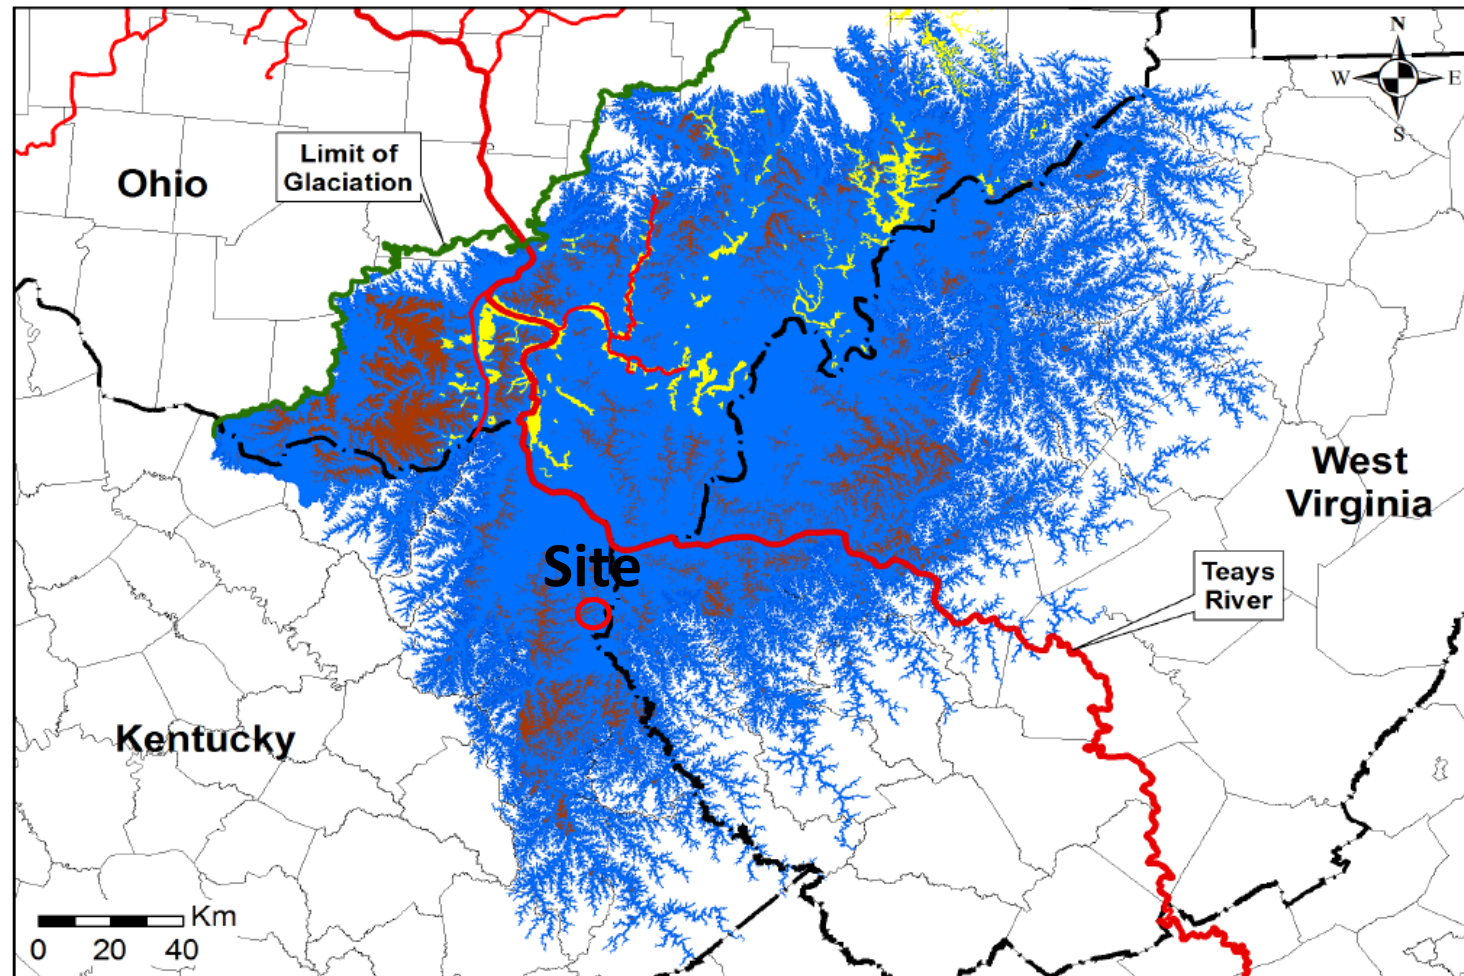 N
W E
S
Limit of
Glaciation
Ohio
West
Virginia
Site
Teays
River
Kentucky
Km
0 20 40